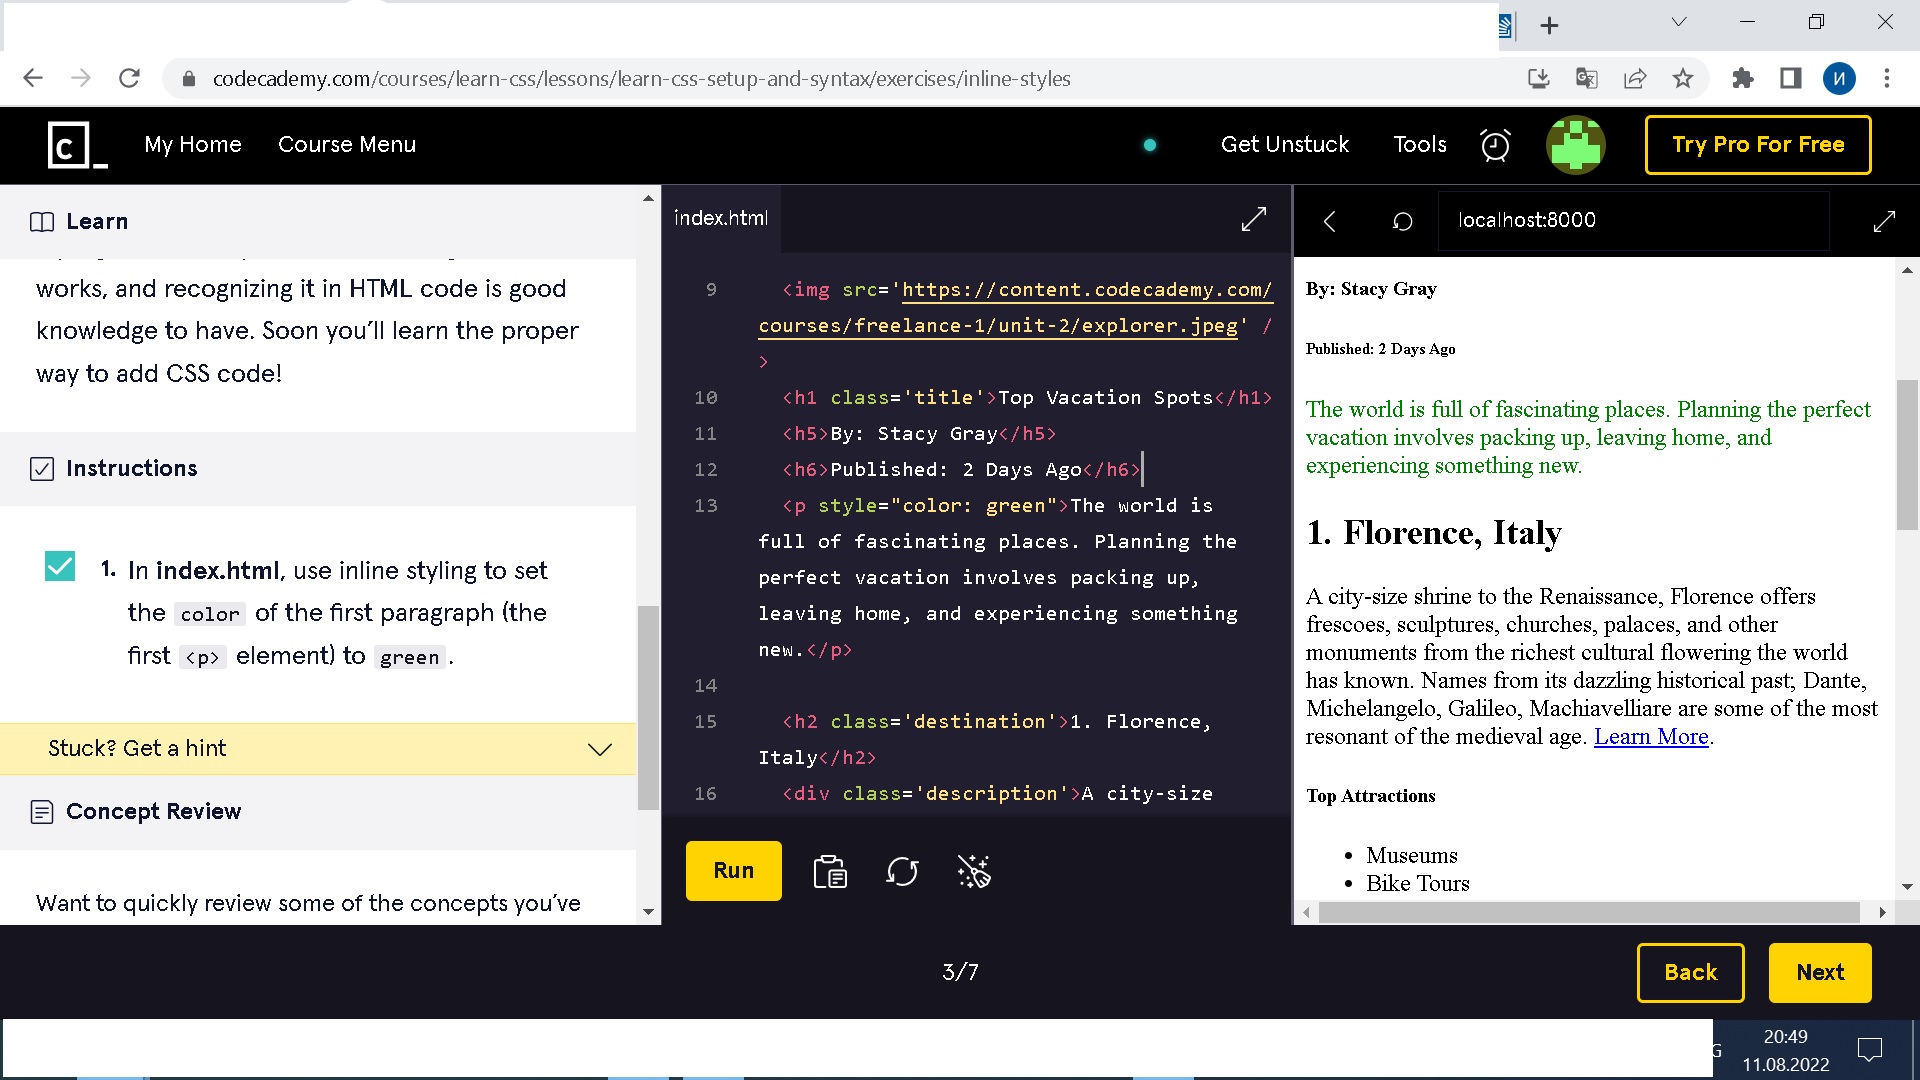 codecademy.com/courses/learn-css/lessons/learn-css-setup-and-syntax/exercises/inline-styles
И
C_
My Home
Course Menu
Get Unstuck
Tools
Try Pro For Free
Learn
works, and recognizing it in HTML code is good
knowledge to have. Soon you’ll learn the proper
way to add CSS code!
Instructions
1. In index.html, use inline styling to set
the color of the first paragraph (the
first <p> element) to green.
Stuck? Get a hint
Concept Review
Want to quickly review some of the concepts you’ve
index.html
9 <img src='https://content.codecademy.com/
courses/freelance-1/unit-2/explorer.jpeg' /
>
10 <h1 class='title'>Top Vacation Spots</h1>
11 <h5>By: Stacy Gray</h5>
12 <h6>Published: 2 Days Ago</h6>
13 <p style="color: green">The world is
full of fascinating places. Planning the
perfect vacation involves packing up,
leaving home, and experiencing something
new.</p>
14
15 <h2 class='destination'>1. Florence,
Italy</h2>
16 <div class='description'>A city-size
Run
localhost:8000
By: Stacy Gray
Published: 2 Days Ago
The world is full of fascinating places. Planning the perfect
vacation involves packing up, leaving home, and
experiencing something new.
1. Florence, Italy
A city-size shrine to the Renaissance, Florence offers
frescoes, sculptures, churches, palaces, and other
monuments from the richest cultural flowering the world
has known. Names from its dazzling historical past; Dante,
Michelangelo, Galileo, Machiavelliare are some of the most
resonant of the medieval age. Learn More.
Top Attractions
• Museums
• Bike Tours
3/7
Back
Next
G
20:49
11.08.2022